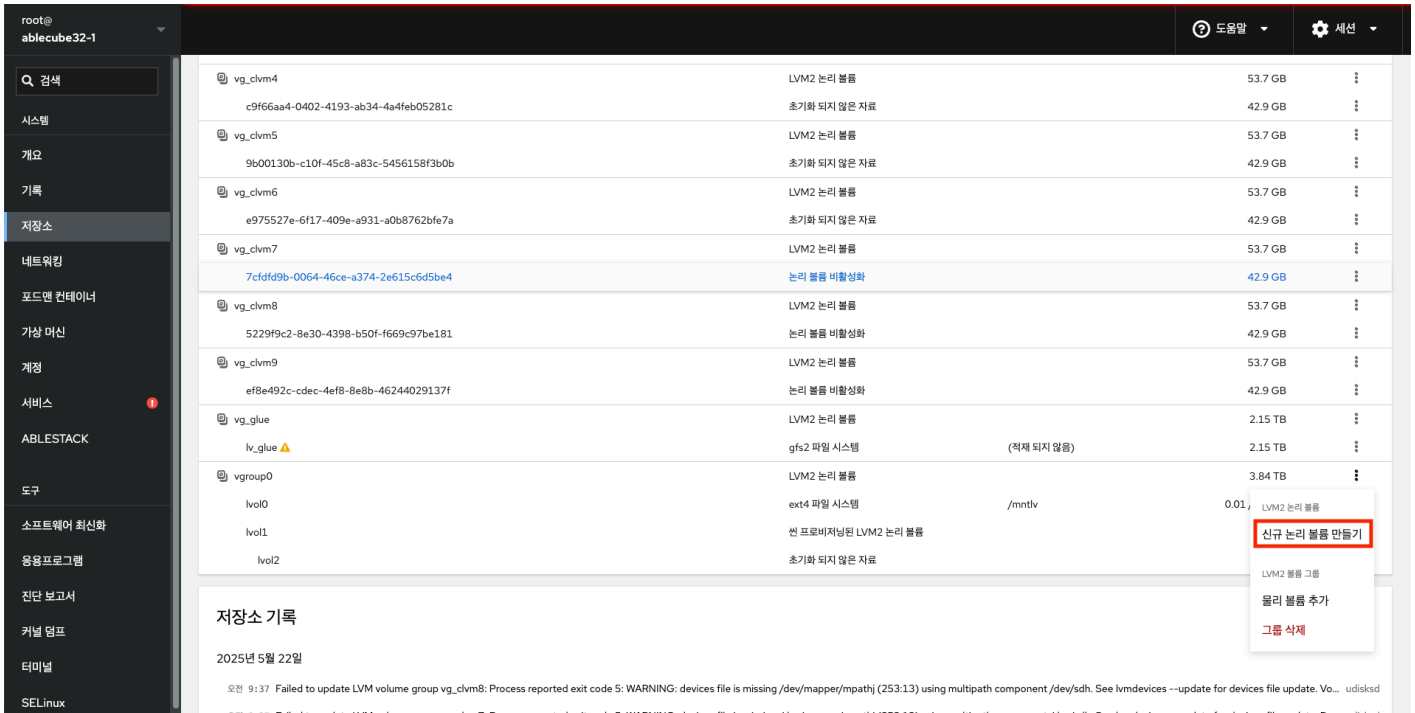 root@
ablecube32-1
도움말
세션
검색
시스템
개요
기록
저장소
네트워킹
포드맨 컨테이너
가상 머신
계정
서비스
ABLESTACK
도구
소프트웨어 최신화
응용프로그램
진단 보고서
커널 덤프
터미널
SELinux
vg_clvm4 LVM2 논리 볼륨 53.7 GB
c9f66aa4-0402-4193-ab34-4a4feb05281c 초기화 되지 않은 자료 42.9 GB
vg_clvm5 LVM2 논리 볼륨 53.7 GB
9b00130b-c10f-45c8-a83c-5456158f3b0b 초기화 되지 않은 자료 42.9 GB
vg_clvm6 LVM2 논리 볼륨 53.7 GB
e975527e-6f17-409e-a931-a0b8762bfe7a 초기화 되지 않은 자료 42.9 GB
vg_clvm7 LVM2 논리 볼륨 53.7 GB
7cfdfd9b-0064-46ce-a374-2e615c6d5be4 논리 볼륨 비활성화 42.9 GB
vg_clvm8 LVM2 논리 볼륨 53.7 GB
5229f9c2-8e30-4398-b50f-f669c97be181 논리 볼륨 비활성화 42.9 GB
vg_clvm9 LVM2 논리 볼륨 53.7 GB
ef8e492c-cdec-4ef8-8e8b-46244029137f 논리 볼륨 비활성화 42.9 GB
vg_glue LVM2 논리 볼륨 2.15 TB
lv_glue gfs2 파일 시스템 (적재 되지 않음) 2.15 TB
vgroup0 LVM2 논리 볼륨 3.84 TB
lvol0 ext4 파일 시스템 /mntlv 0.01
lvol1 씬 프로비저닝된 LVM2 논리 볼륨
lvol2 초기화 되지 않은 자료
LVM2 논리 볼륨
신규 논리 볼륨 만들기
LVM2 볼륨 그룹
물리 볼륨 추가
그룹 삭제
저장소 기록
2025년 5월 22일
오전 9:37 Failed to update LVM volume group vg_clvm8: Process reported exit code 5: WARNING: devices file is missing /dev/mapper/mpathj (253:13) using multipath component /dev/sdh. See lvmdevices --update for devices file update. Vo... udisksd